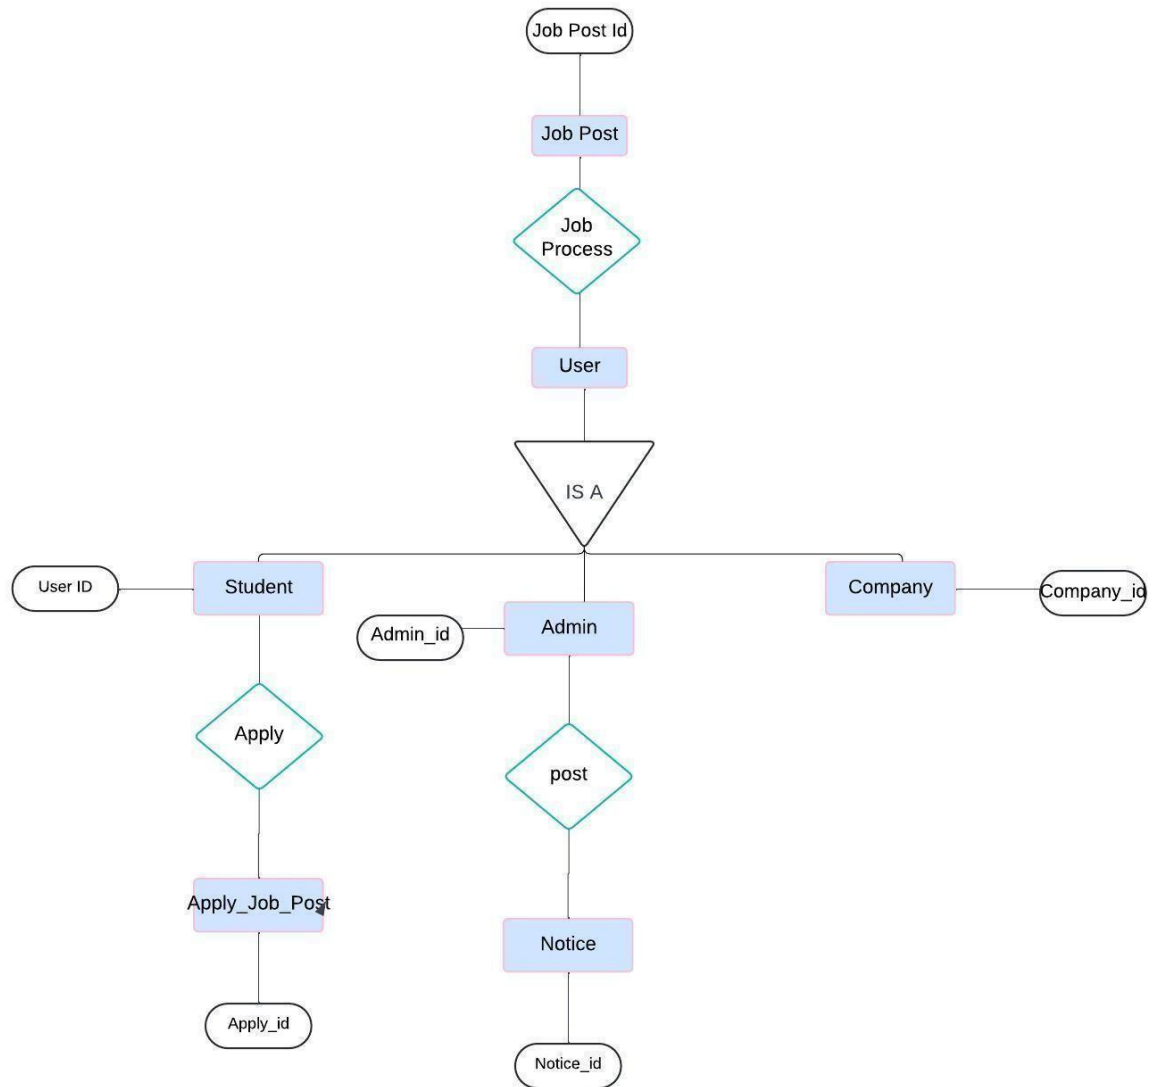 Job Post Id
Job Post
Job
Process
User
IS A
User ID
Student
Company
Company_id
Admin_id
Admin
Apply
post
Apply_Job_Post
Notice
Apply_id
Notice_id